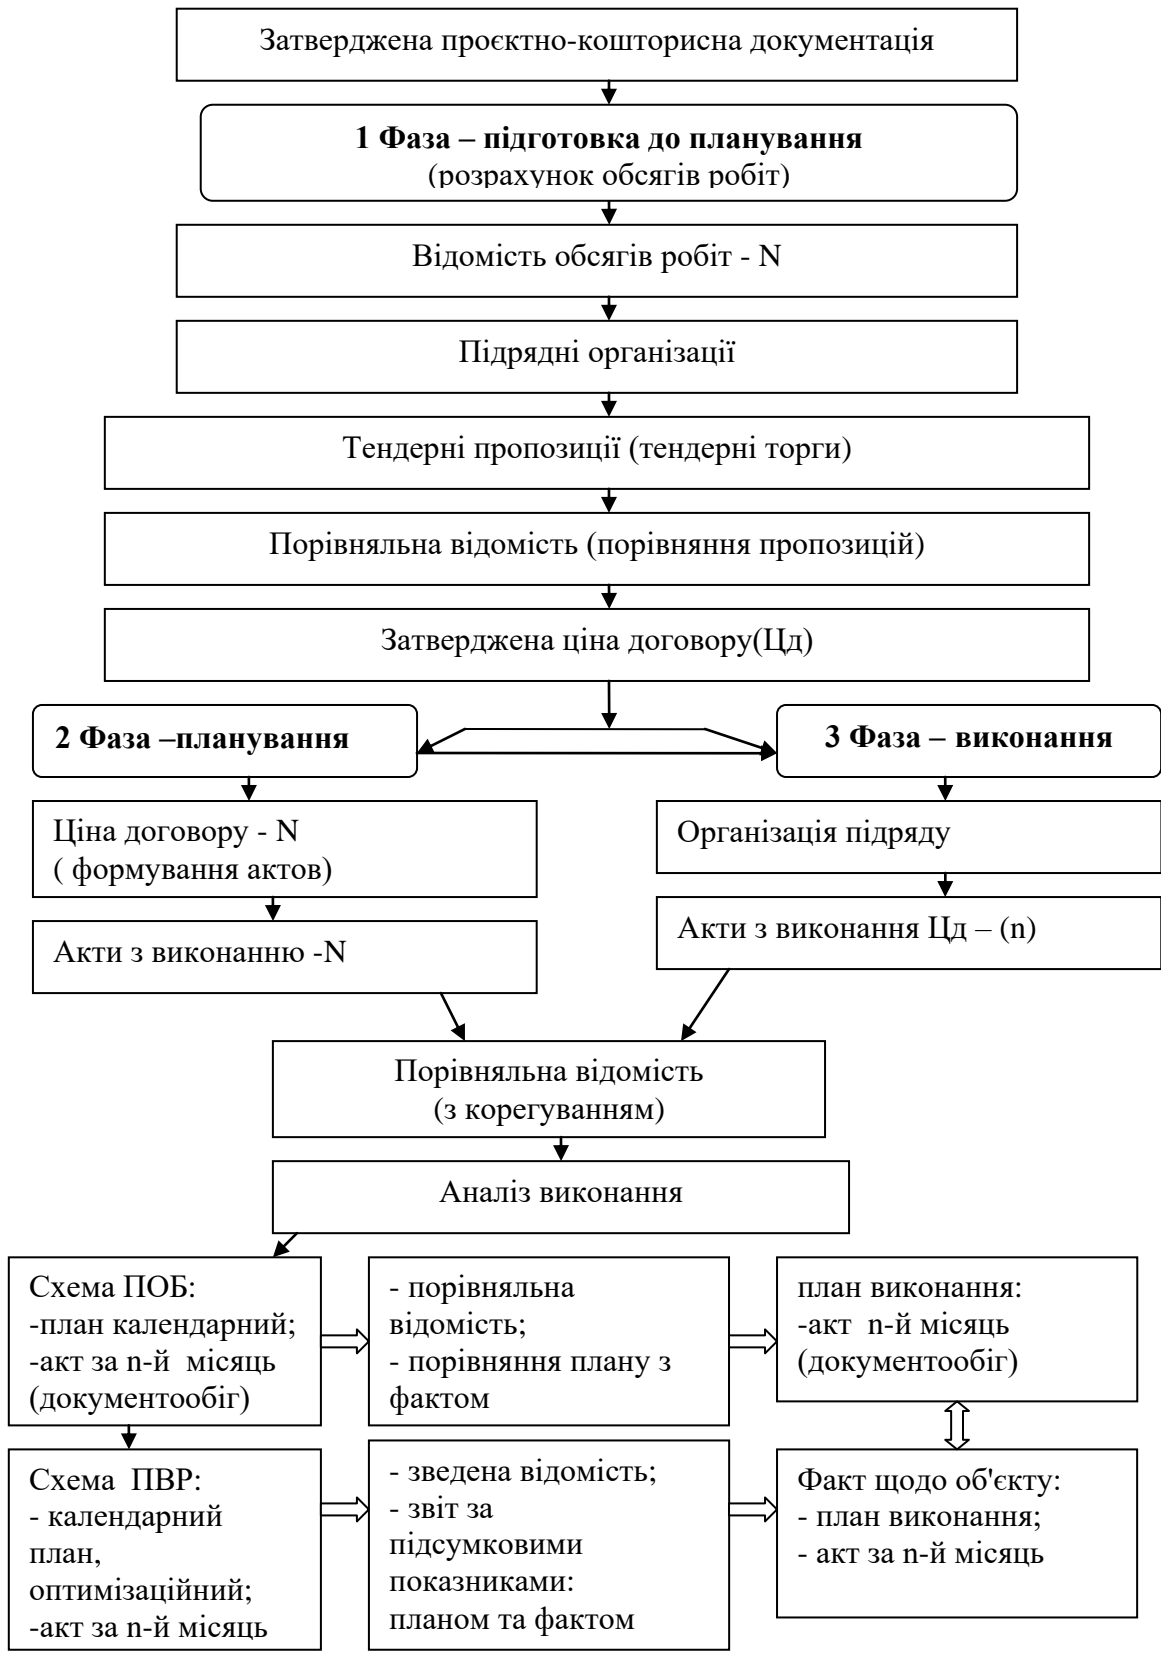 Затверджена проєктно-кошторисна документація
1 Фаза – підготовка до планування
(розрахунок обсягів робіт)
Відомість обсягів робіт - N
Підрядні організації
Тендерні пропозиції (тендерні торги)
Порівняльна відомість (порівняння пропозицій)
Затверджена ціна договору(Цд)
2 Фаза –планування
3 Фаза – виконання
Ціна договору - N
( формування актов)
Організація підряду
Акти з виконання Цд – (n)
Акти з виконанню -N
Порівняльна відомість
(з корегуванням)
Аналіз виконання
Схема ПОБ:
-план календарний;
-акт за n-й місяць
(документообіг)
- порівняльна
відомість;
- порівняння плану з
фактом
план виконання:
-акт n-й місяць
(документообіг)
Схема ПВР:
- календарний
план,
оптимізаційний;
-акт за n-й місяць
- зведена відомість;
- звіт за
підсумковими
показниками:
планом та фактом
Факт щодо об'єкту:
- план виконання;
- акт за n-й місяць